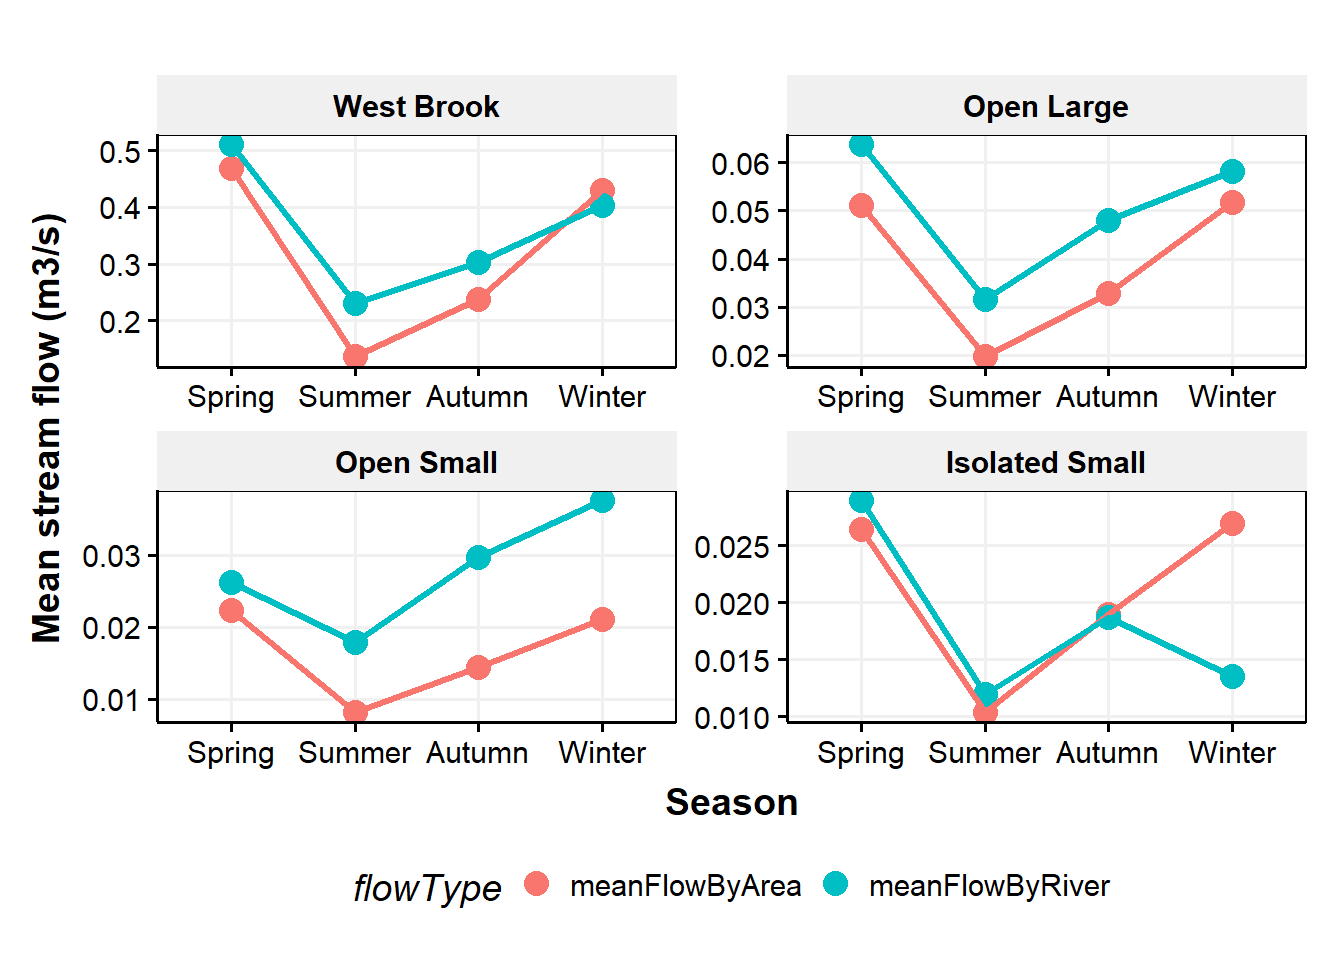 West Brook
Open Large
Mean stream flow (m3/s)
0.5
0.4
0.3
0.2
Spring Summer Autumn Winter
0.06
0.05
0.04
0.03
0.02
Spring Summer Autumn Winter
Open Small
Isolated Small
0.03
0.02
0.01
Spring Summer Autumn Winter
0.025
0.020
0.015
0.010
Spring Summer Autumn Winter
Season
flowType meanFlowByArea meanFlowByRiver